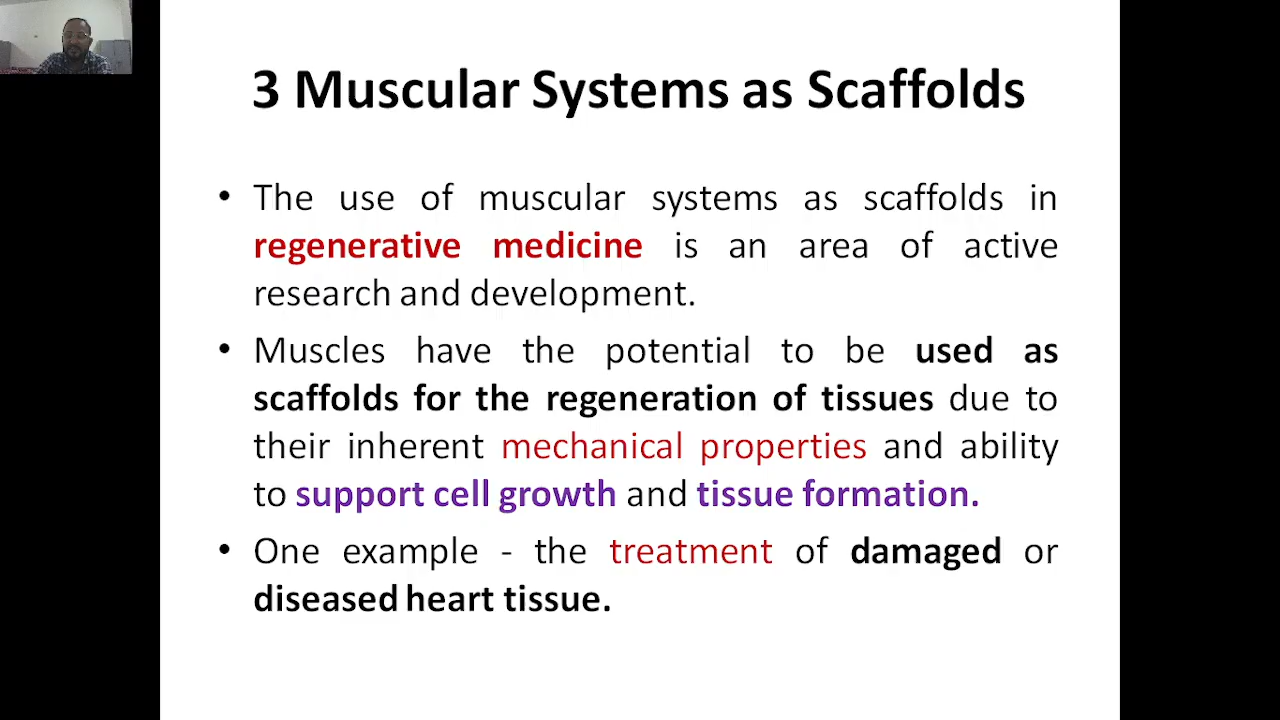 3 Muscular Systems as Scaffolds
• The use of muscular systems as scaffolds in
regenerative medicine is an area of active
research and development.
• Muscles have the potential to be used as
scaffolds for the regeneration of tissues due to
their inherent mechanical properties and ability
to support cell growth and tissue formation.
• One example - the treatment of damaged or
diseased heart tissue.